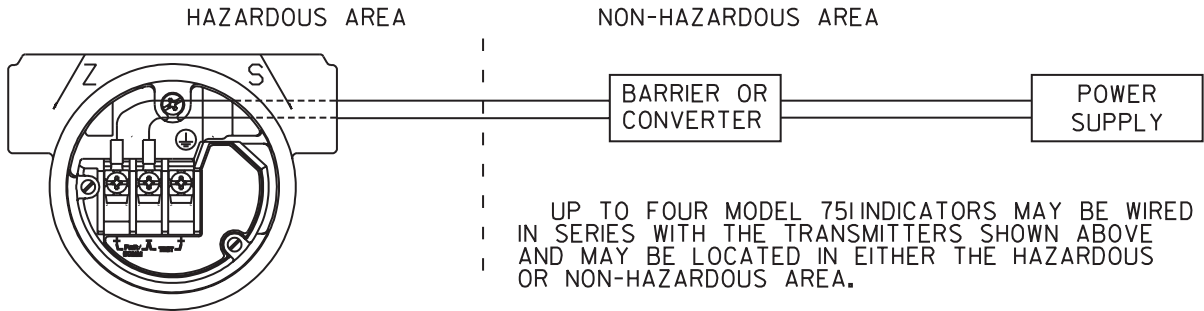 HAZARDOUS AREA
NON-HAZARDOUS AREA
Z
S
BARRIER OR
CONVERTER
POWER
SUPPLY
UP TO FOUR MODEL 751 INDICATORS MAY BE WIRED
IN SERIES WITH THE TRANSMITTERS SHOWN ABOVE
AND MAY BE LOCATED IN EITHER THE HAZARDOUS
OR NON-HAZARDOUS AREA.